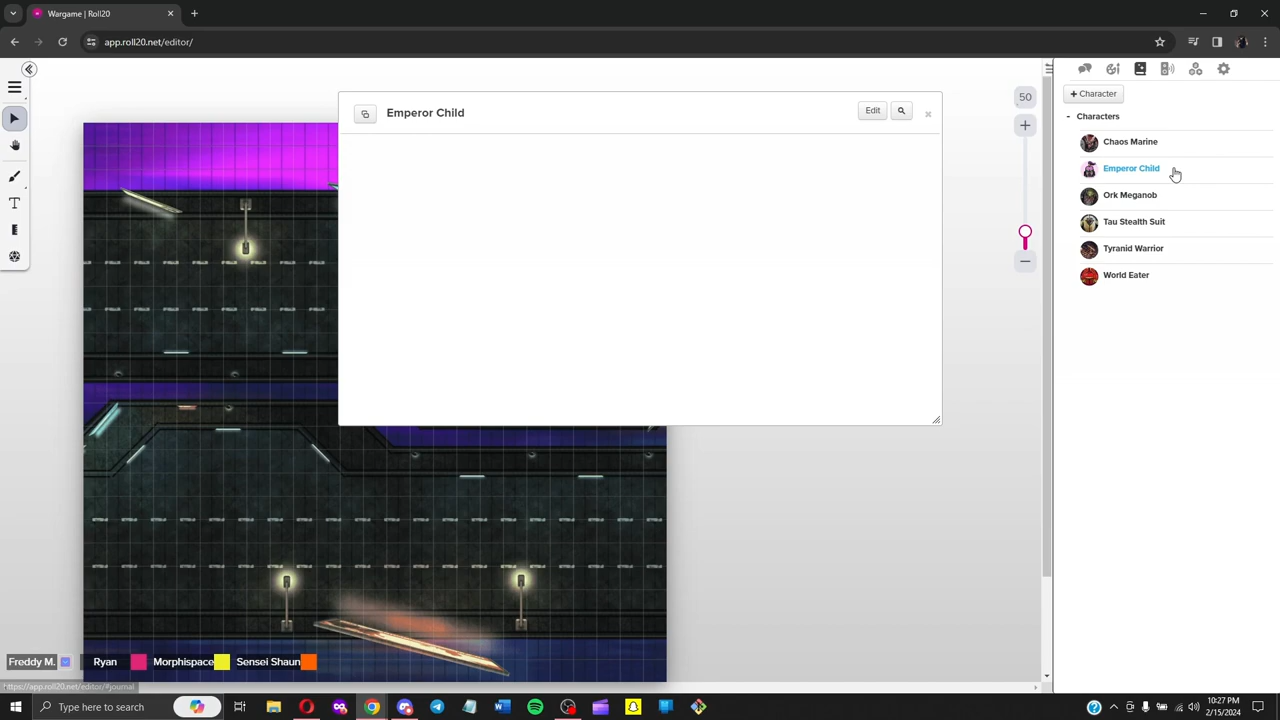 Wargame | Roll20
app.roll20.net/editor/
Emperor Child
Edit
50
+ Character
Characters
Chaos Marine
Emperor Child
Ork Meganob
Tau Stealth Suit
Tyranid Warrior
World Eater
Freddy M.
Ryan
Morphispace
Sensei Shaun
https://app.roll20.net/editor/#journal
Type here to search
10:27 PM
2/15/2024